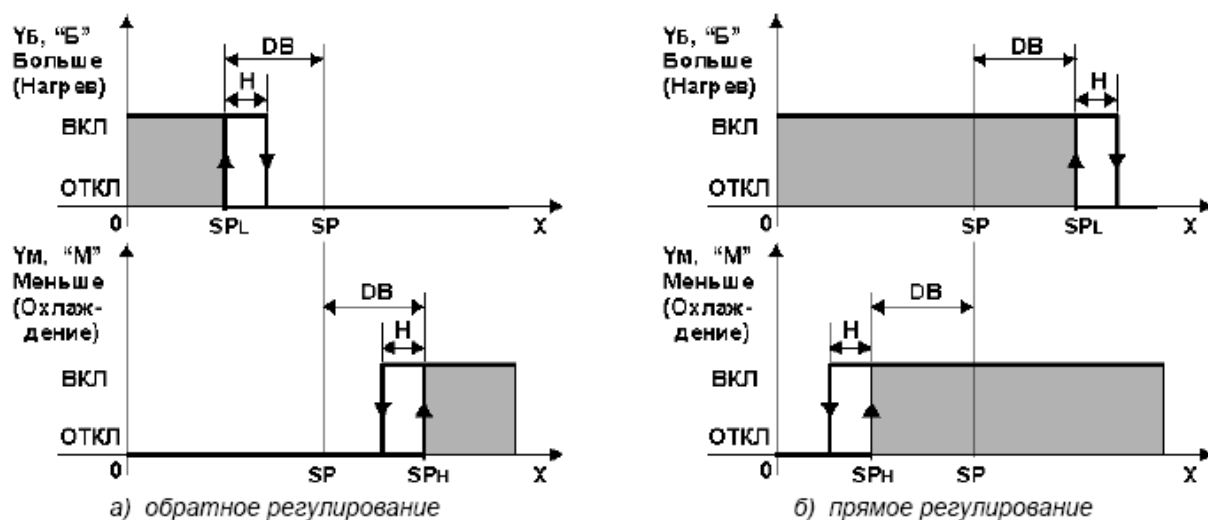 YБ, “Б”
Больше
(Нагрев)
DB
H
ВКЛ
ОТКЛ
0
SPL
SP
X
YМ, “М”
Меньше
(Охлаж-
дение)
DB
H
ВКЛ
ОТКЛ
0
SP
SPH
X
а) обратное регулирование
YБ, “Б”
Больше
(Нагрев)
DB
H
ВКЛ
ОТКЛ
0
SP
SPL
X
YМ, “М”
Меньше
(Охлаж-
дение)
DB
H
ВКЛ
ОТКЛ
0
SPH
SP
X
б) прямое регулирование